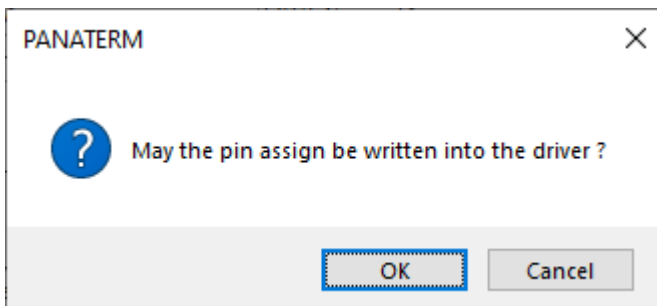 PANATERM
May the pin assign be written into the driver ?
OK
Cancel